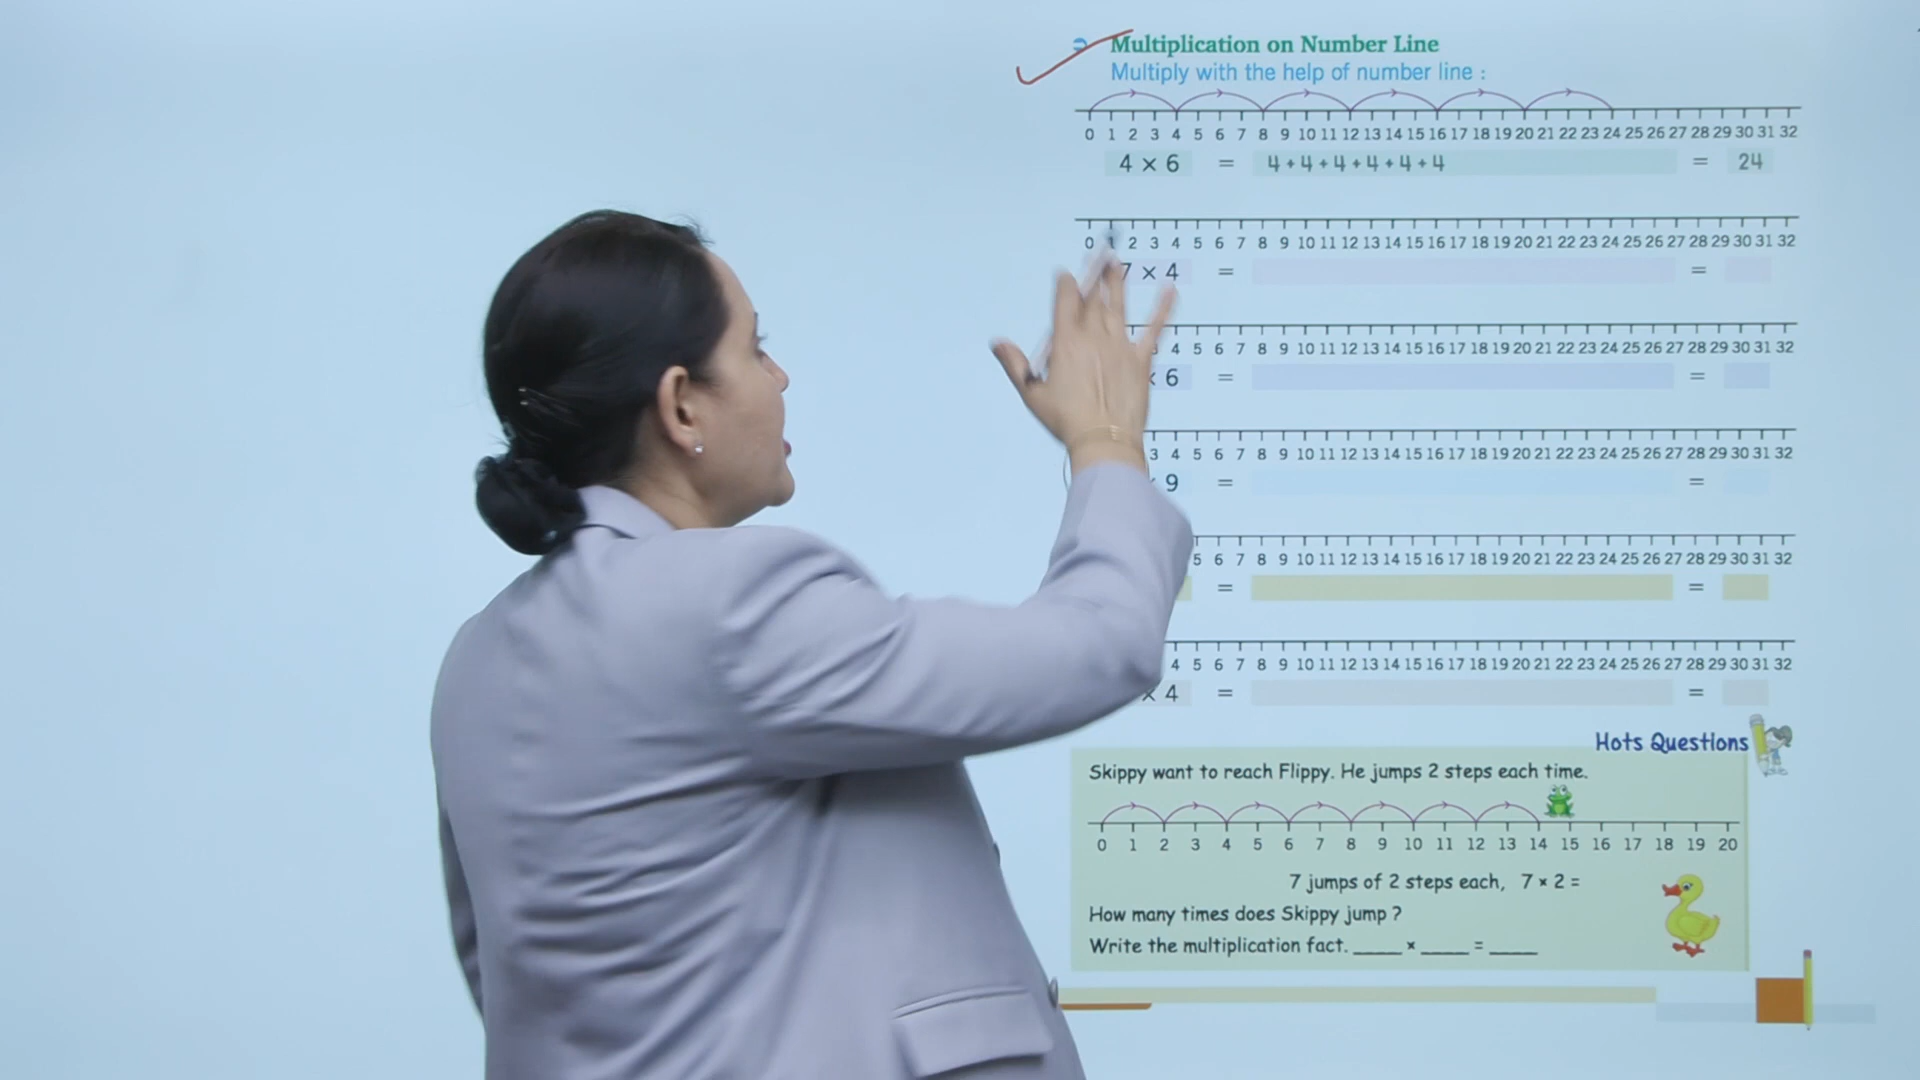 Multiplication on Number Line
Multiply with the help of number line :
0 1 2 3 4 5 6 7 8 9 10 11 12 13 14 15 16 17 18 19 20 21 22 23 24 25 26 27 28 29 30 31 32
4 × 6 = 4 + 4 + 4 + 4 + 4 + 4 = 24
0 1 2 3 4 5 6 7 8 9 10 11 12 13 14 15 16 17 18 19 20 21 22 23 24 25 26 27 28 29 30 31 32
7 × 4 = =
3 4 5 6 7 8 9 10 11 12 13 14 15 16 17 18 19 20 21 22 23 24 25 26 27 28 29 30 31 32
× 6 = =
3 4 5 6 7 8 9 10 11 12 13 14 15 16 17 18 19 20 21 22 23 24 25 26 27 28 29 30 31 32
9 = =
5 6 7 8 9 10 11 12 13 14 15 16 17 18 19 20 21 22 23 24 25 26 27 28 29 30 31 32
= =
4 5 6 7 8 9 10 11 12 13 14 15 16 17 18 19 20 21 22 23 24 25 26 27 28 29 30 31 32
× 4 = =
Hots Questions
Skippy want to reach Flippy. He jumps 2 steps each time.
0 1 2 3 4 5 6 7 8 9 10 11 12 13 14 15 16 17 18 19 20
7 jumps of 2 steps each, 7 × 2 =
How many times does Skippy jump ?
Write the multiplication fact. _____ × _____ = _____